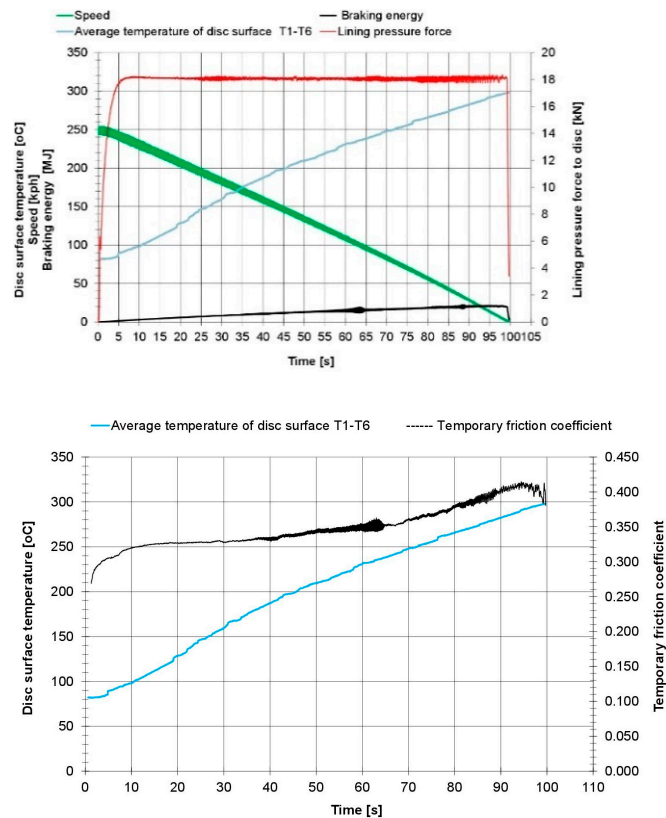 Speed Braking energy
Average temperature of disc surface T1-T6 Lining pressure force
350 20
300 18
250 16
200 14
150 12
100 10
50 8
0 6
4
2
0
Disc surface temperature [oC]
Speed [kph]
Braking energy [MJ]
Lining pressure force to disc [kN]
0 5 10 15 20 25 30 35 40 45 50 55 60 65 70 75 80 85 90 95 100105
Time [s]
Average temperature of disc surface T1-T6 Temporary friction coefficient
350 0.450
300 0.400
250 0.350
200 0.300
150 0.250
100 0.200
50 0.150
0 0.100
0.050
0.000
Disc surface temperature [oC]
Temporary friction coefficient
0 10 20 30 40 50 60 70 80 90 100 110
Time [s]